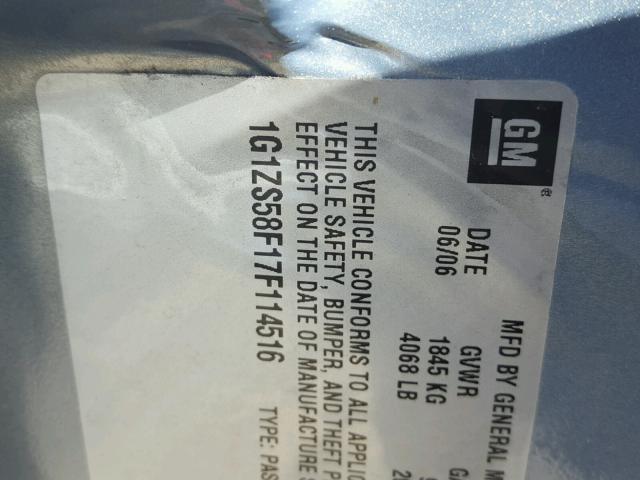 GM
MFD BY GENERAL M
DATE GVWR
06/06 1845 KG
4068 LB
THIS VEHICLE CONFORMS TO ALL APPLIC
VEHICLE SAFETY, BUMPER, AND THEFT P
EFFECT ON THE DATE OF MANUFACTURE S
1G1ZS58F17F114516 TYPE: PAS